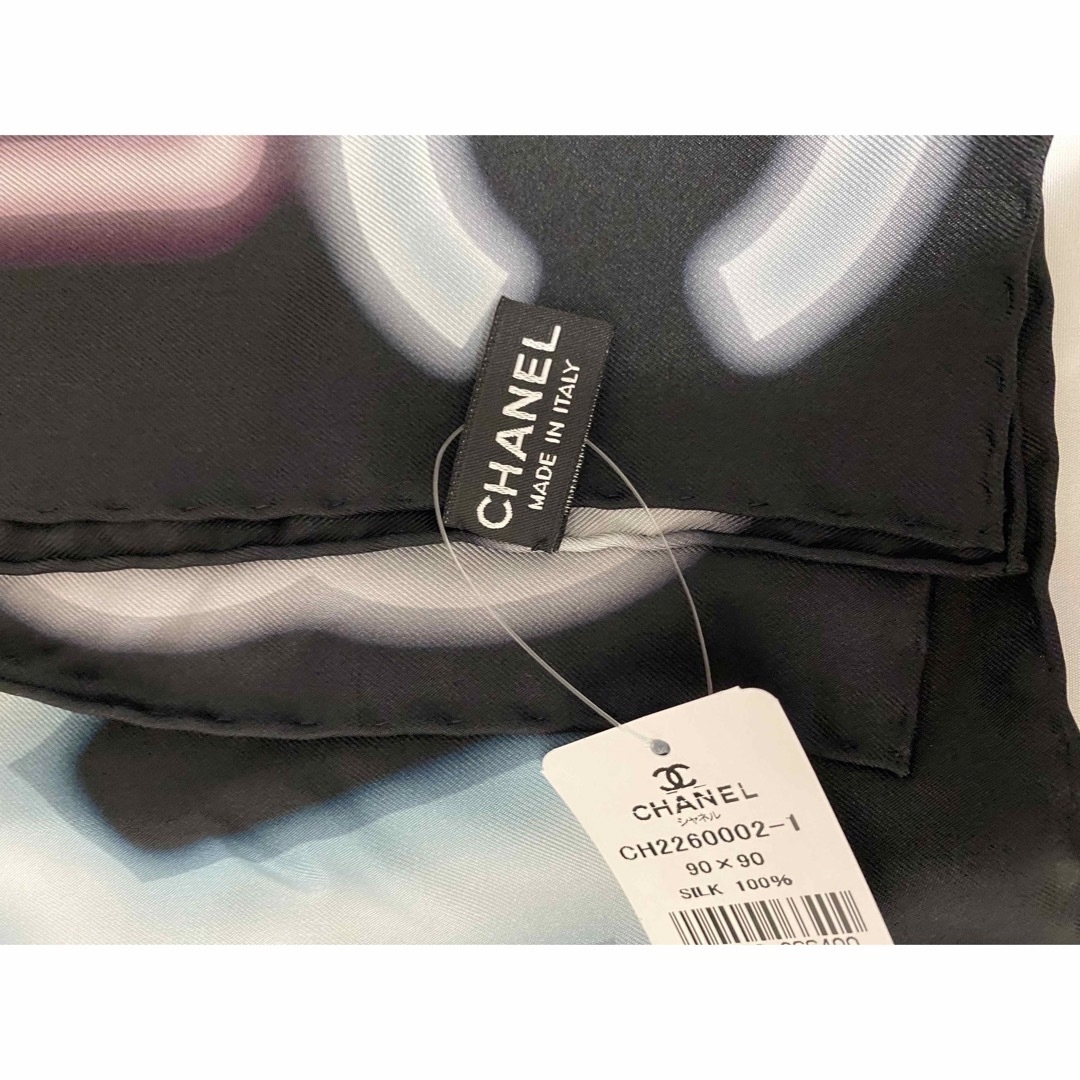 CHANEL
MADE IN ITALY
CHANEL
シャネル
CH2260002-1
90×90
SILK 100%